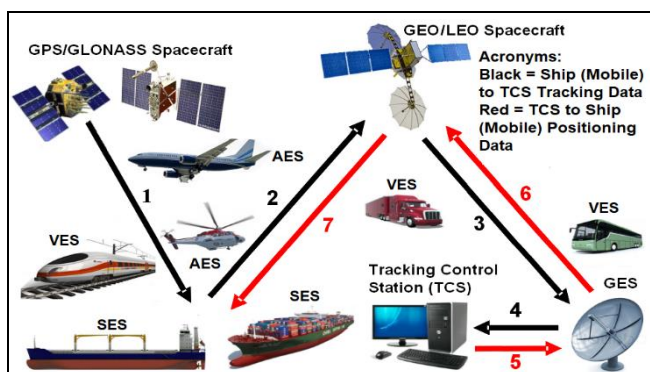 GPS/GLONASS Spacecraft
GEO/LEO Spacecraft
Acronyms:
Black = Ship (Mobile)
to TCS Tracking Data
Red = TCS to Ship
(Mobile) Positioning
Data
AES
1
2
6
7
VES
3
VES
VES
AES
Tracking Control
Station (TCS)
GES
SES
SES
4
5